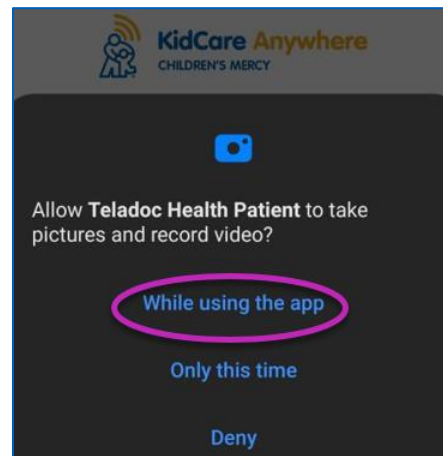 KidCare Anywhere
CHILDREN'S MERCY
Allow Teladoc Health Patient to take
pictures and record video?
While using the app
Only this time
Deny